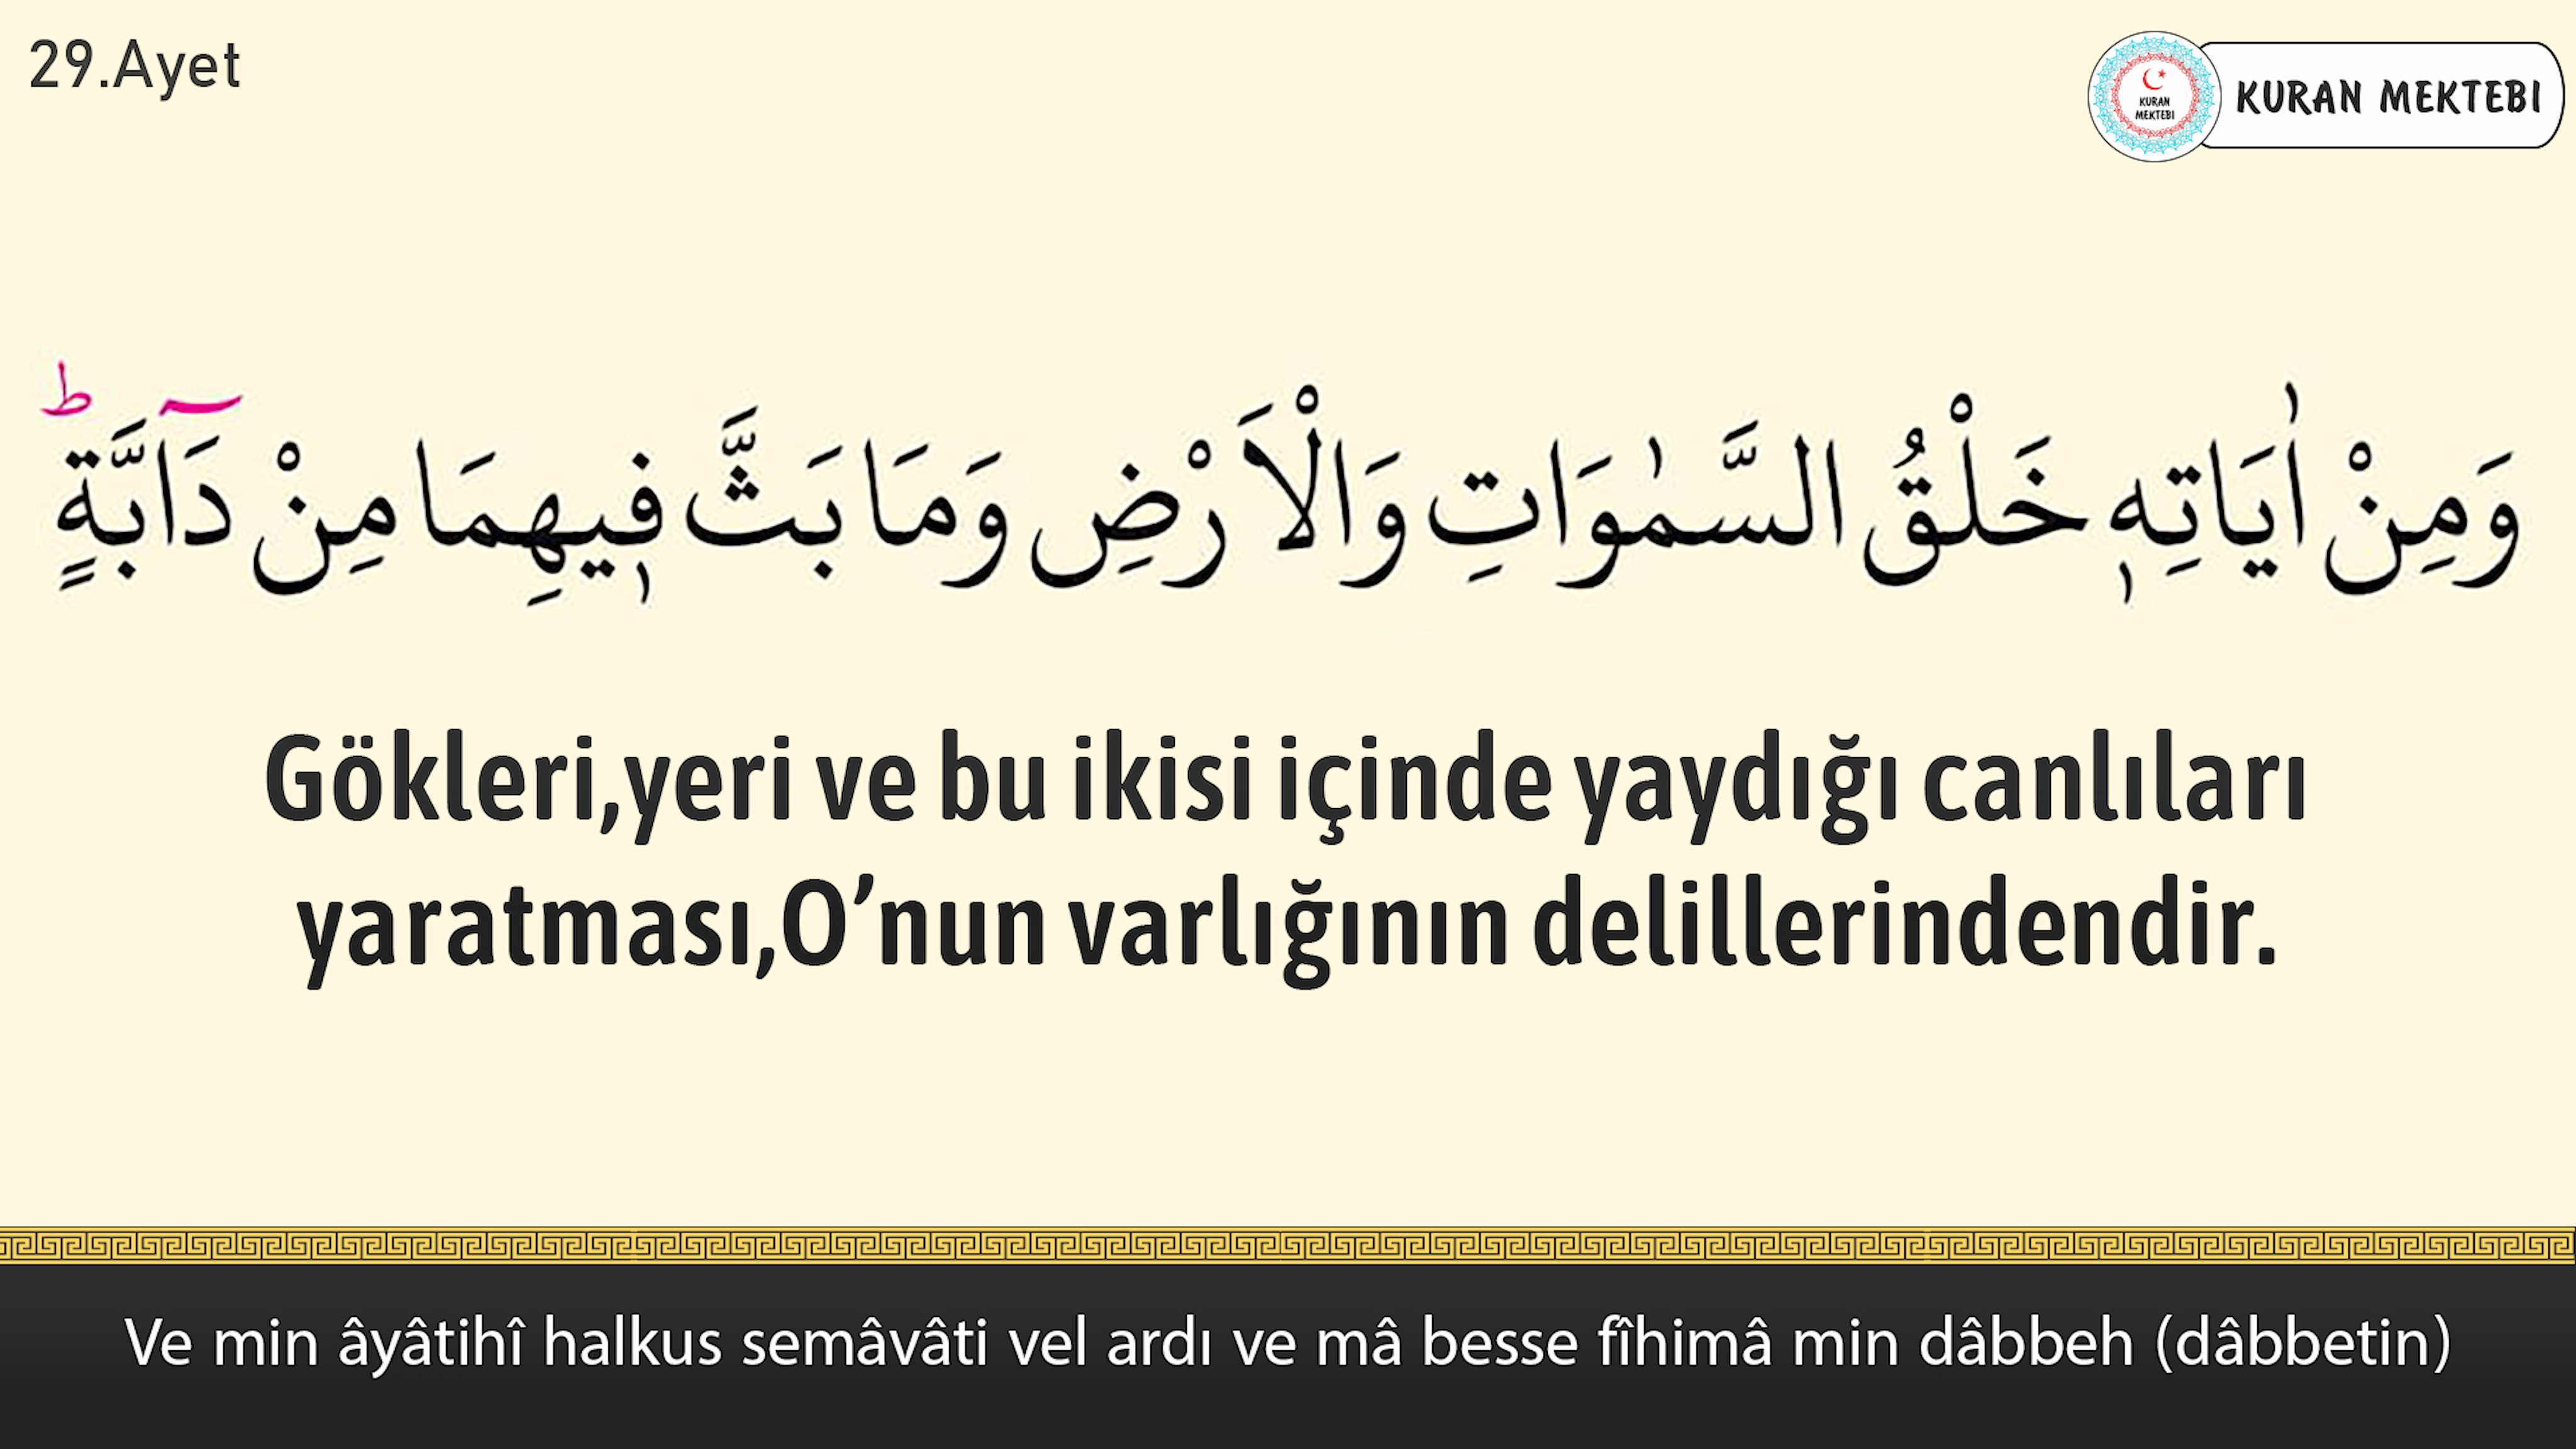 29.Ayet
KURAN
MEKTEBI
KURAN MEKTEBI
ط
وَمِنْ اٰيَاتِه۪ خَلْقُ السَّمٰوَاتِ وَالْاَرْضِ وَمَا بَثَّ ف۪يهِمَا مِنْ دَٓابَّةٍ
Gökleri,yeri ve bu ikisi içinde yaydığı canlıları
yaratması,O’nun varlığının delillerindendir.
Ve min âyâtihî halkus semâvâti vel ardı ve mâ besse fîhimâ min dâbbeh (dâbbetin)